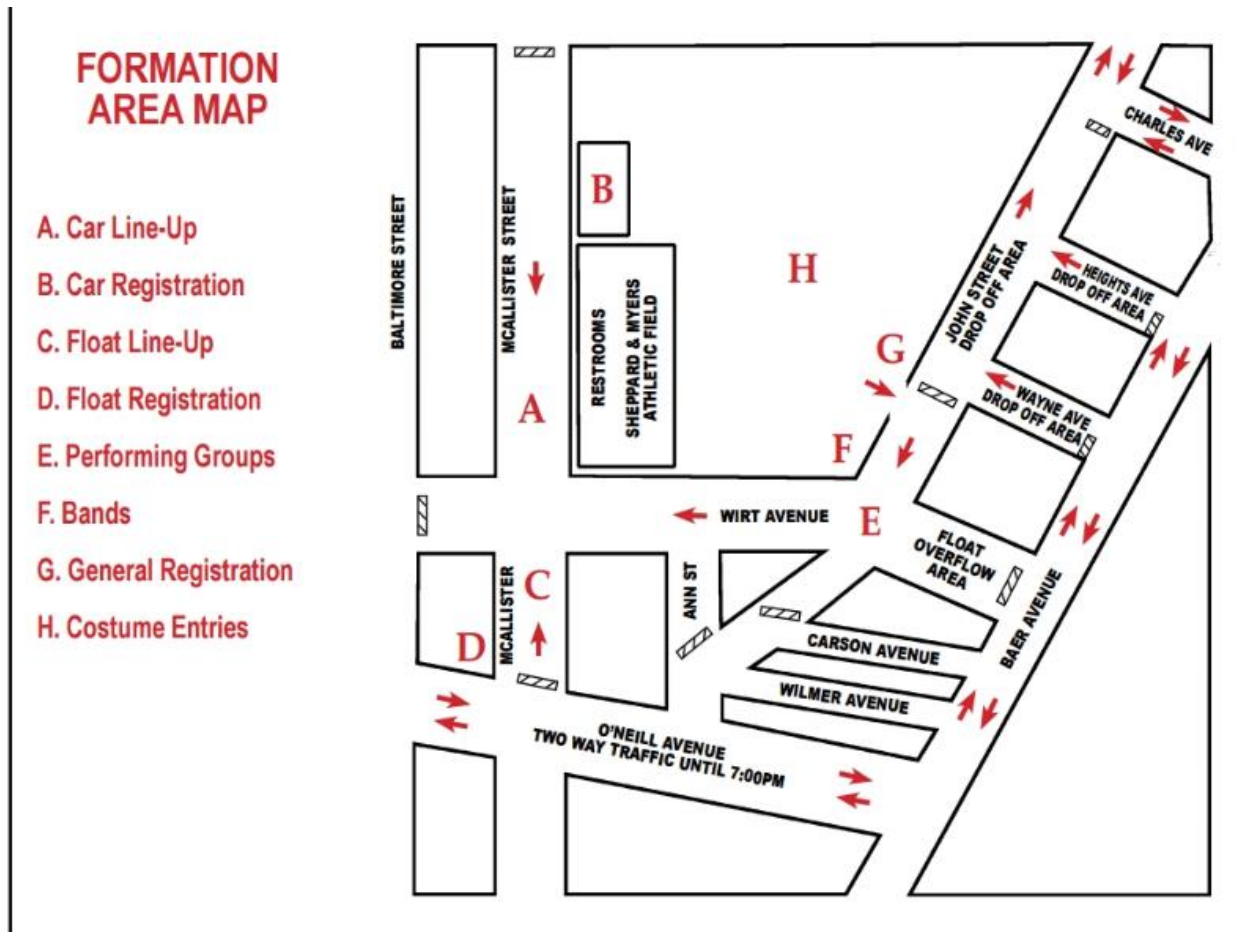 FORMATION
AREA MAP
A. Car Line-Up
B. Car Registration
C. Float Line-Up
D. Float Registration
E. Performing Groups
F. Bands
G. General Registration
H. Costume Entries
BALTIMORE STREET
MCALLISTER STREET
B
A
RESTROOMS
SHEPPARD & MYERS
ATHLETIC FIELD
H
CHARLES AVE
JOHN STREET
DROP OFF AREA
HEIGHTS AVE
DROP OFF AREA
G
WAYNE AVE
DROP OFF AREA
F
WIRT AVENUE
E
FLOAT
OVERFLOW
AREA
MCALLISTER
C
D
ANN ST
CARSON AVENUE
WILMER AVENUE
BAER AVENUE
O'NEILL AVENUE
TWO WAY TRAFFIC UNTIL 7:00PM